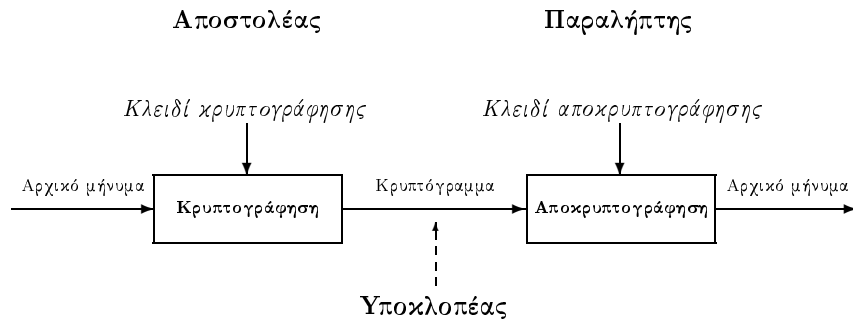 Αποστολέας Παραλήπτης
Κλειδί κρυπτογράφησης Κλειδί αποκρυπτογράφησης
Αρχικό μήνυμα Κρυπτόγραμμα Αρχικό μήνυμα
Κρυπτογράφηση Αποκρυπτογράφηση
Υποκλοπέας